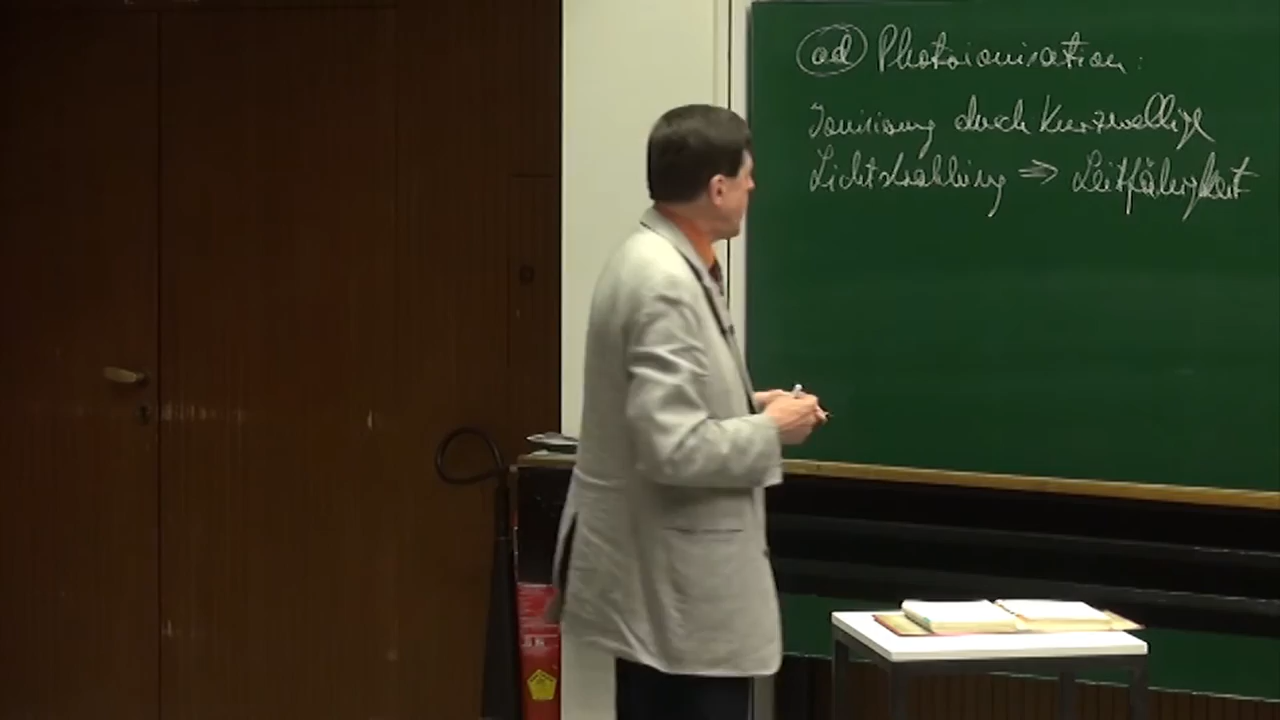 ad Photoionisation:
Ionisierung durch kurzwellige
Lichtstrahlung ⇒ Leitfähigkeit